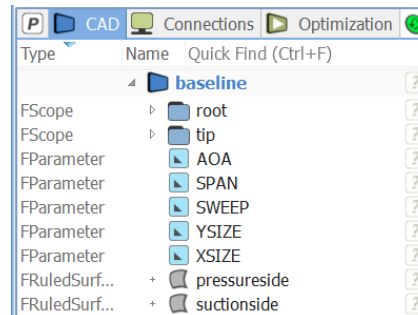 P CAD Connections Optimization
Type Name Quick Find (Ctrl+F)
baseline ?
FScope root ?
FScope tip ?
FParameter AOA ?
FParameter SPAN ?
FParameter SWEEP ?
FParameter YSIZE ?
FParameter XSIZE ?
FRuledSurf... pressureside ?
FRuledSurf... suctionside ?